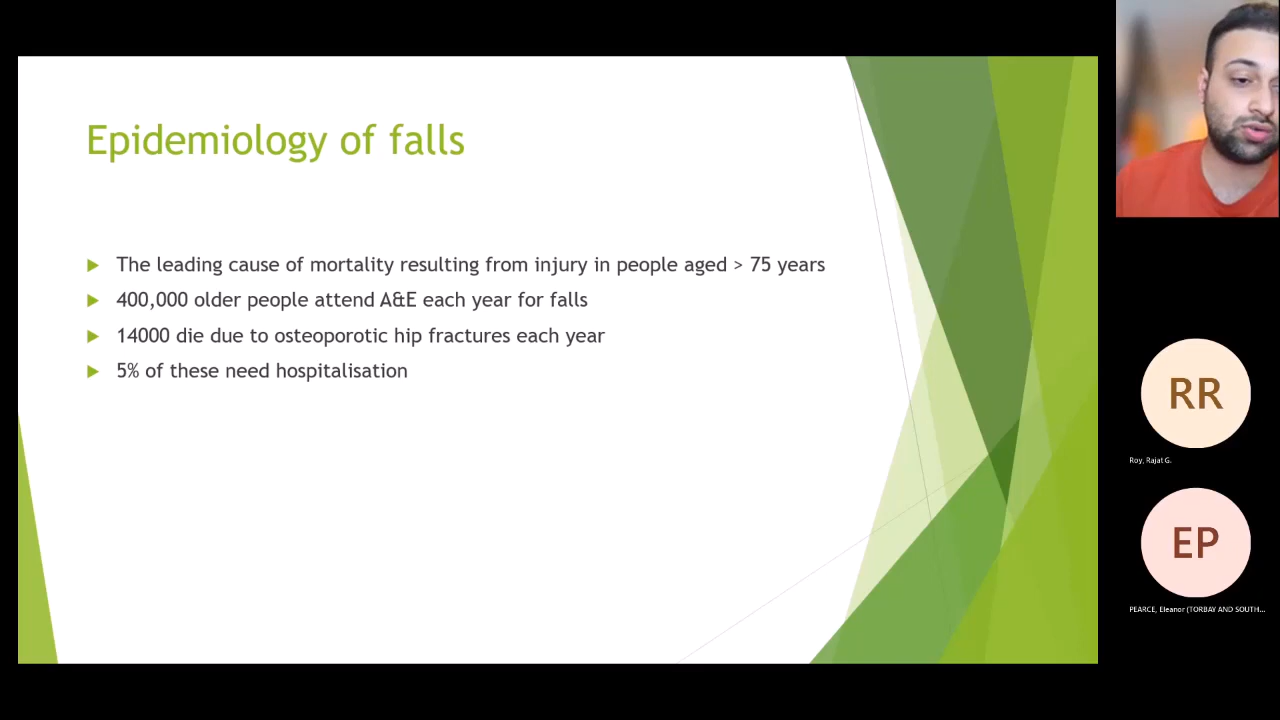 Epidemiology of falls
The leading cause of mortality resulting from injury in people aged > 75 years
400,000 older people attend A&E each year for falls
14000 die due to osteoporotic hip fractures each year
5% of these need hospitalisation
RR
Roy, Rajat G.
EP
PEARCE, Eleanor (TORBAY AND SOUTH...